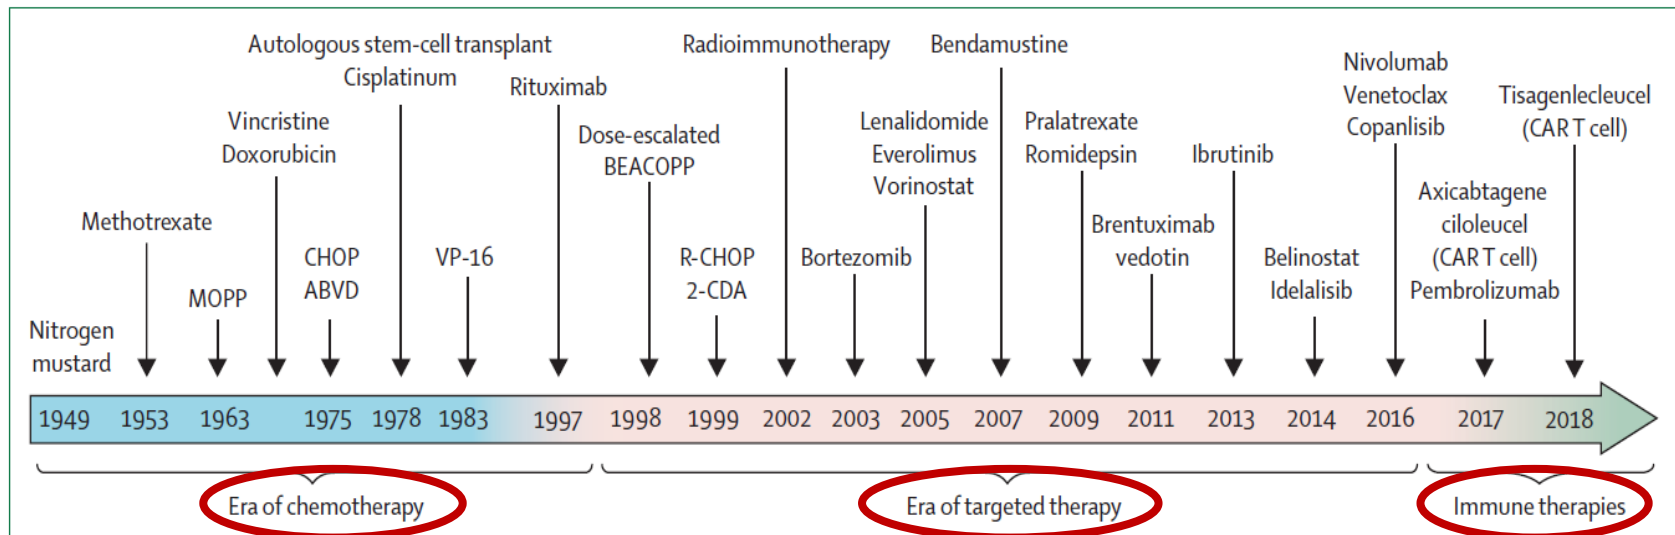 Nitrogen
mustard
Methotrexate
MOPP
Vincristine
Doxorubicin
CHOP
ABVD
Autologous stem-cell transplant
Cisplatinum
VP-16
Rituximab
Dose-escalated
BEACOPP
R-CHOP
2-CDA
Radioimmunotherapy
Bortezomib
Lenalidomide
Everolimus
Vorinostat
Bendamustine
Pralatrexate
Romidepsin
Brentuximab
vedotin
Ibrutinib
Belinostat
Idelalisib
Nivolumab
Venetoclax
Copanlisib
Axicabtagene
ciloleucel
(CAR T cell)
Pembrolizumab
Tisagenlecleucel
(CAR T cell)
1949 1953 1963 1975 1978 1983 1997 1998 1999 2002 2003 2005 2007 2009 2011 2013 2014 2016 2017 2018
Era of chemotherapy
Era of targeted therapy
Immune therapies